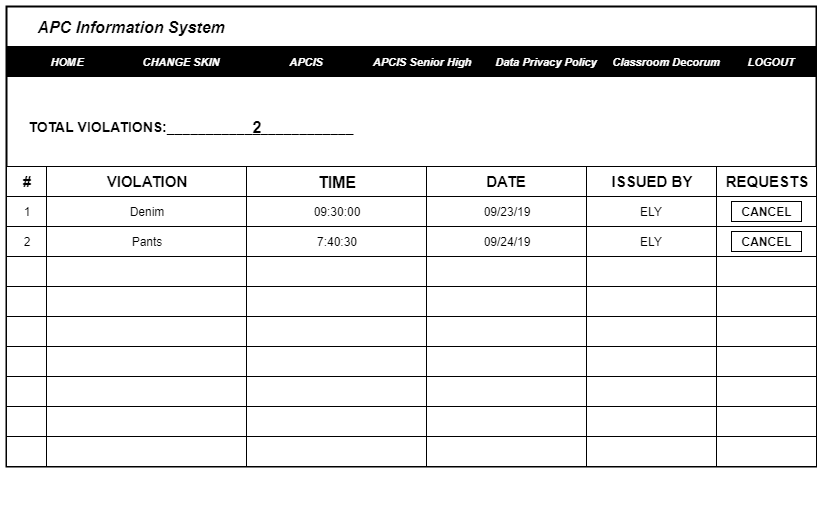 APC Information System
HOME CHANGE SKIN APCIS APCIS Senior High Data Privacy Policy Classroom Decorum LOGOUT
TOTAL VIOLATIONS:___________2____________
# VIOLATION TIME DATE ISSUED BY REQUESTS
1 Denim 09:30:00 09/23/19 ELY CANCEL
2 Pants 7:40:30 09/24/19 ELY CANCEL